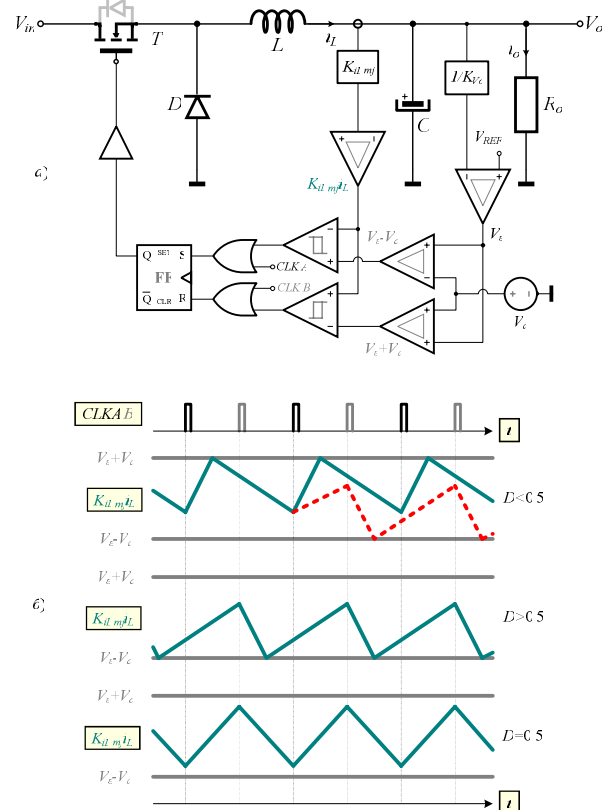 V_in T L i_L V_o
K_iL mj 1/K_Vo i_o
D C R_o
V_REF
а)
K_iL mj i_L V_ε
Q SET S V_ε-V_c
FF CLK A
CLK B
Q̅ CLR R V_c
V_ε+V_c
CLKA B t
V_ε+V_c
K_iL mj i_L D<0.5
V_ε-V_c
V_ε+V_c
б)
K_iL mj i_L D>0.5
V_ε-V_c
V_ε+V_c
K_iL mj i_L D=0.5
V_ε-V_c
t